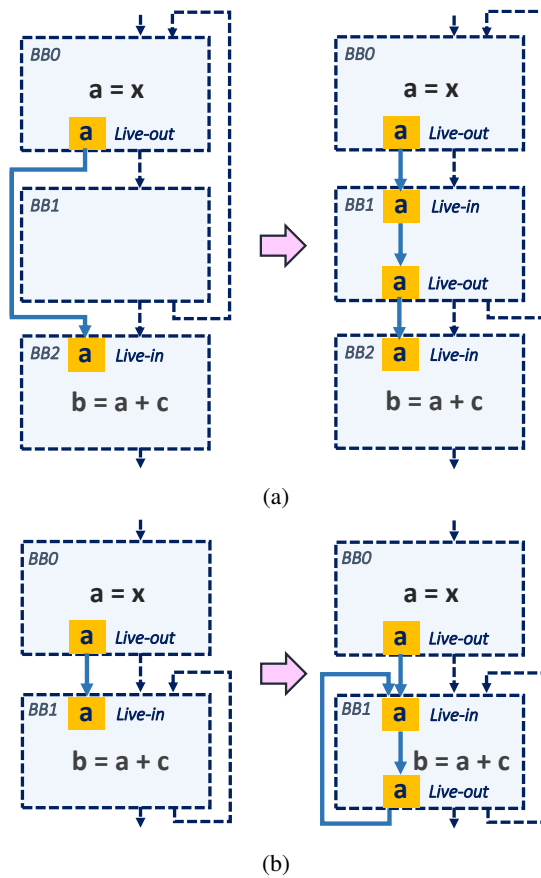 BB0
a = x
a Live-out
BB1
BB2
a Live-in
b = a + c
BB0
a = x
a Live-out
BB1
a Live-in
a Live-out
BB2
a Live-in
b = a + c
(a)
BB0
a = x
a Live-out
BB1
a Live-in
b = a + c
BB0
a = x
a Live-out
BB1
a Live-in
b = a + c
a Live-out
(b)